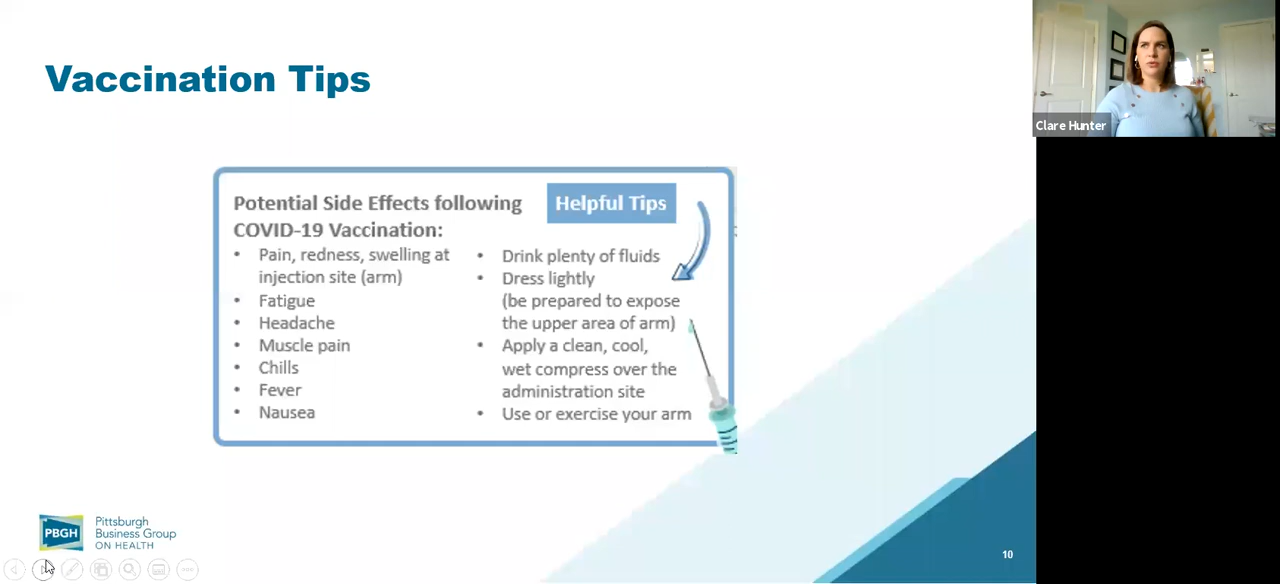 Vaccination Tips
Clare Hunter
Potential Side Effects following
COVID-19 Vaccination:
• Pain, redness, swelling at
injection site (arm)
• Fatigue
• Headache
• Muscle pain
• Chills
• Fever
• Nausea
Helpful Tips
• Drink plenty of fluids
• Dress lightly
(be prepared to expose
the upper area of arm)
• Apply a clean, cool,
wet compress over the
administration site
• Use or exercise your arm
PBGH
Pittsburgh
Business Group
ON HEALTH
10